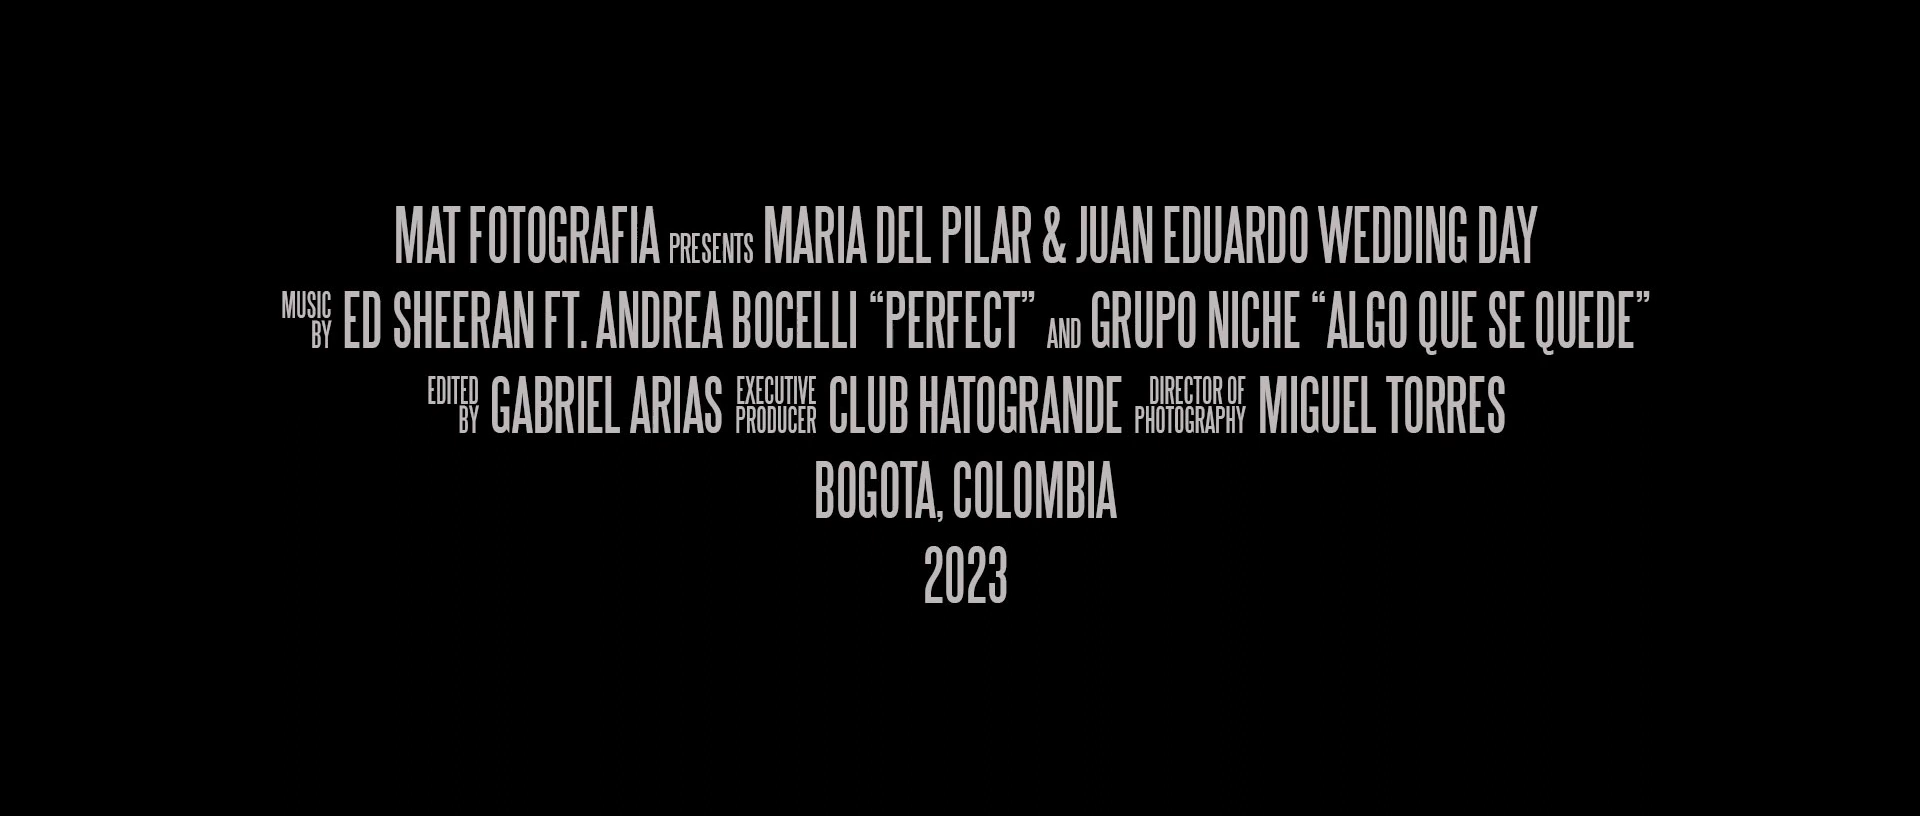 MAT FOTOGRAFIA PRESENTS MARIA DEL PILAR & JUAN EDUARDO WEDDING DAY
MUSIC BY ED SHEERAN FT. ANDREA BOCELLI “PERFECT” AND GRUPO NICHE “ALGO QUE SE QUEDE”
EDITED BY GABRIEL ARIAS EXECUTIVE PRODUCER CLUB HATOGRANDE DIRECTOR OF PHOTOGRAPHY MIGUEL TORRES
BOGOTA, COLOMBIA
2023